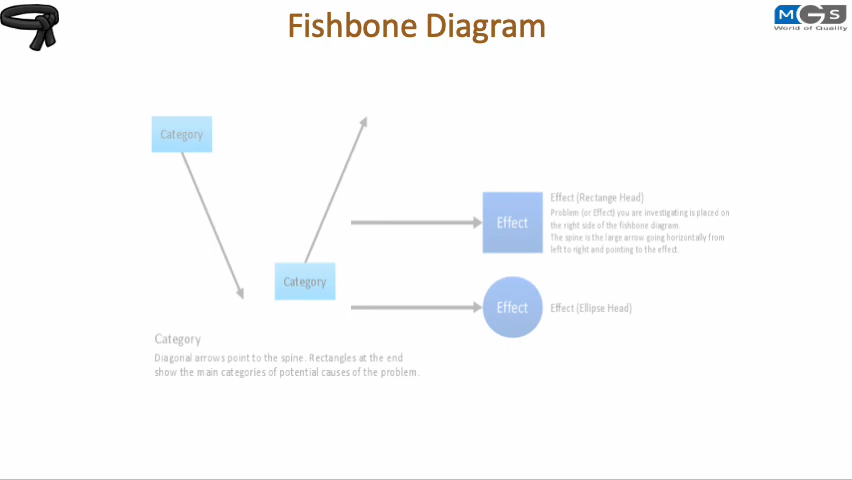 Fishbone Diagram
MGS
World of Quality
Category
Category
Category
Diagonal arrows point to the spine. Rectangles at the end
show the main categories of potential causes of the problem.
Effect
Effect (Rectange Head)
Problem (or Effect) you are investigating is placed on
the right side of the fishbone diagram.
The spine is the large arrow going horizontally from
left to right and pointing to the effect.
Effect
Effect (Ellipse Head)